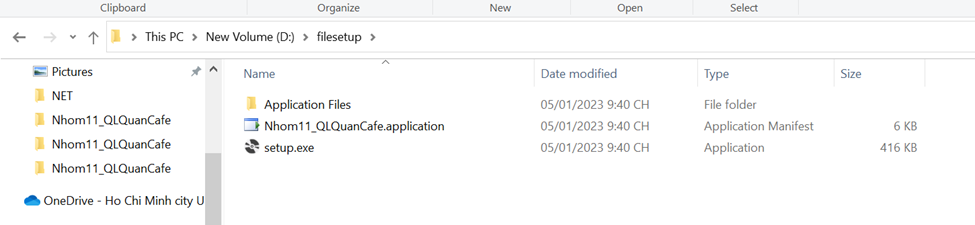 Clipboard Organize New Open Select
This PC New Volume (D:) filesetup
Pictures
NET
Nhom11_QLQuanCafe
Nhom11_QLQuanCafe
Nhom11_QLQuanCafe
OneDrive - Ho Chi Minh city U
Name Date modified Type Size
Application Files 05/01/2023 9:40 CH File folder
Nhom11_QLQuanCafe.application 05/01/2023 9:40 CH Application Manifest 6 KB
setup.exe 05/01/2023 9:40 CH Application 416 KB